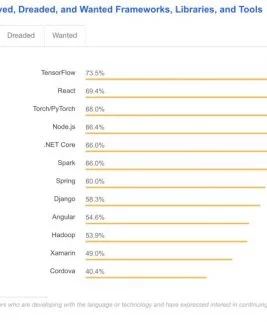 ved, Dreaded, and Wanted Frameworks, Libraries, and Tools
Dreaded Wanted
TensorFlow 73.5%
React 69.4%
Torch/PyTorch 68.0%
Node.js 66.4%
.NET Core 66.0%
Spark 66.0%
Spring 60.0%
Django 58.3%
Angular 54.6%
Hadoop 53.9%
Xamarin 49.0%
Cordova 40.4%
ers who are developing with the language or technology and have expressed interest in continuing